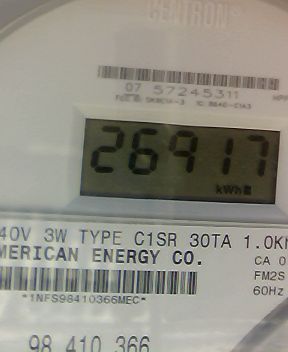 CENTRON®
07 57245311
26917
kWh
40V 3W TYPE C1SR 30TA 1.0K
MERICAN ENERGY CO.
CA 0
FM2S
*1NFS98410366MEC*
60Hz
98 410 366